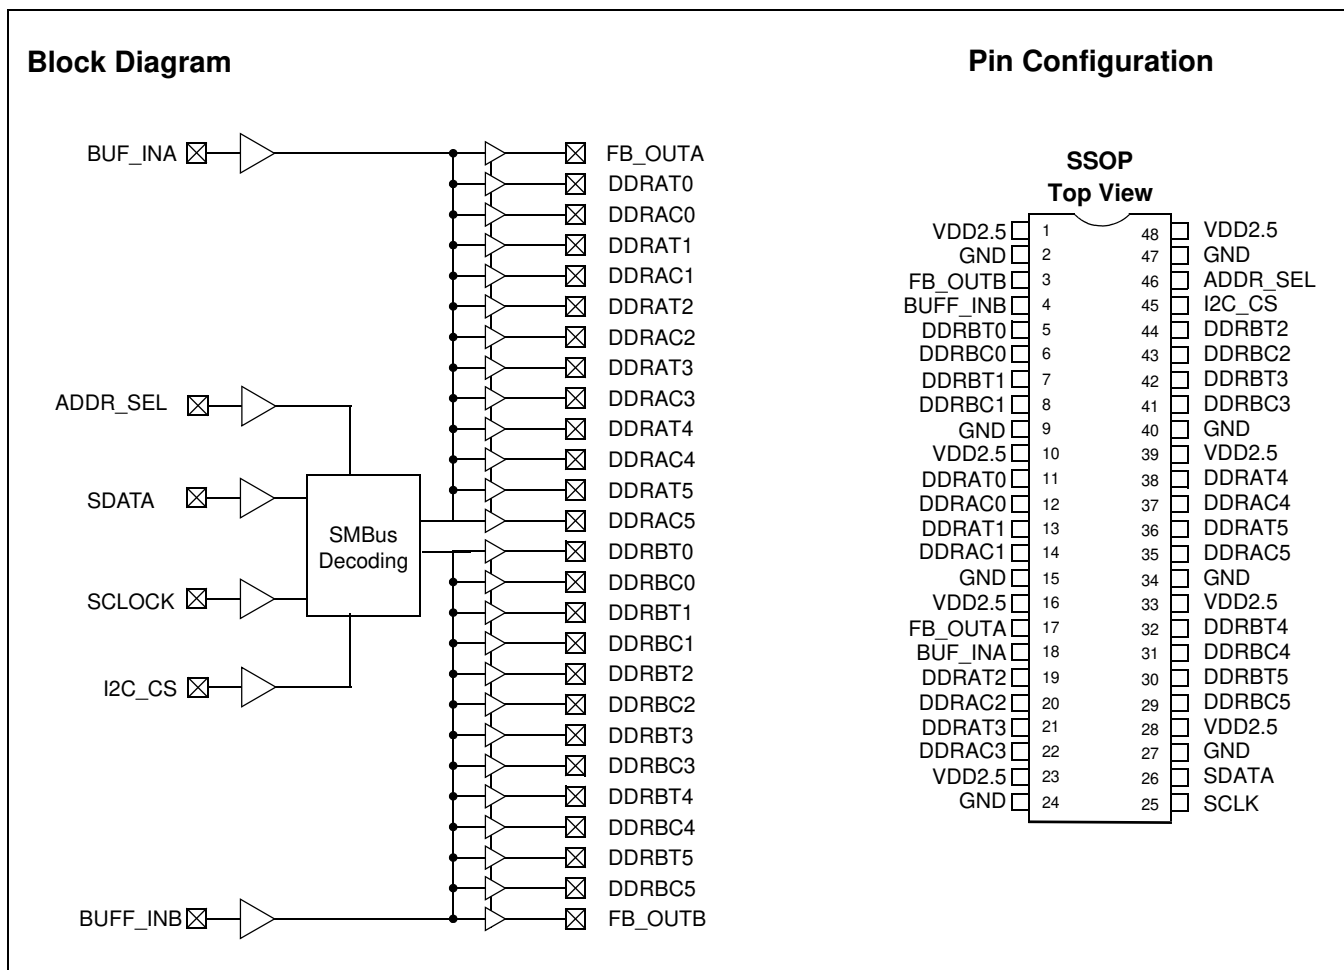 Block Diagram
BUF_INA
ADDR_SEL
SDATA
SCLOCK
I2C_CS
BUFF_INB
SMBus
Decoding
FB_OUTA
DDRAT0
DDRAC0
DDRAT1
DDRAC1
DDRAT2
DDRAC2
DDRAT3
DDRAC3
DDRAT4
DDRAC4
DDRAT5
DDRAC5
DDRBT0
DDRBC0
DDRBT1
DDRBC1
DDRBT2
DDRBC2
DDRBT3
DDRBC3
DDRBT4
DDRBC4
DDRBT5
DDRBC5
FB_OUTB
Pin Configuration
SSOP
Top View
VDD2.5 1 48 VDD2.5
GND 2 47 GND
FB_OUTB 3 46 ADDR_SEL
BUFF_INB 4 45 I2C_CS
DDRBT0 5 44 DDRBT2
DDRBC0 6 43 DDRBC2
DDRBT1 7 42 DDRBT3
DDRBC1 8 41 DDRBC3
GND 9 40 GND
VDD2.5 10 39 VDD2.5
DDRAT0 11 38 DDRAT4
DDRAC0 12 37 DDRAC4
DDRAT1 13 36 DDRAT5
DDRAC1 14 35 DDRAC5
GND 15 34 GND
VDD2.5 16 33 VDD2.5
FB_OUTA 17 32 DDRBT4
BUF_INA 18 31 DDRBC4
DDRAT2 19 30 DDRBT5
DDRAC2 20 29 DDRBC5
DDRAT3 21 28 VDD2.5
DDRAC3 22 27 GND
VDD2.5 23 26 SDATA
GND 24 25 SCLK